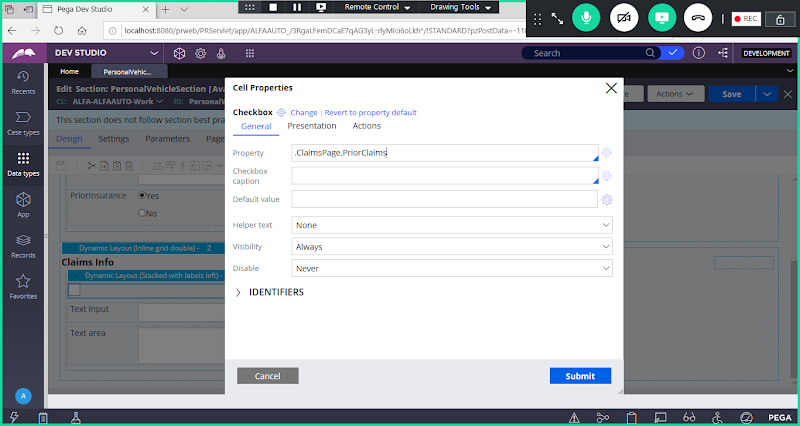 Pega Dev Studio
Remote Control
Drawing Tools
REC
localhost:8080/prweb/PRServlet/app/ALFAAUTO_/3RgaLFemDCaE7qAG3yL-rlyMIci6oLkh*/!STANDARD?pzPostData=-11
DEV STUDIO
Search
DEVELOPMENT
Home
PersonalVehic...
Recents
Case types
Data types
App
Records
Favorites
A
Edit Section: PersonalVehicleSection [Ava
CL: ALFA-ALFAAUTO-Work
ID: PersonalV
Actions
Save
This section does not follow section best pra
Design
Settings
Parameters
Page
PriorInsurance
Yes
No
Dynamic Layout (Inline grid double) - 2
Claims Info
Dynamic Layout (Stacked with labels left) -
Text Input
Text area
Cell Properties
Checkbox
Change
Revert to property default
General
Presentation
Actions
Property
.ClaimsPage.PriorClaims
Checkbox
caption
Default value
Helper text
None
Visibility
Always
Disable
Never
IDENTIFIERS
Cancel
Submit
PEGA